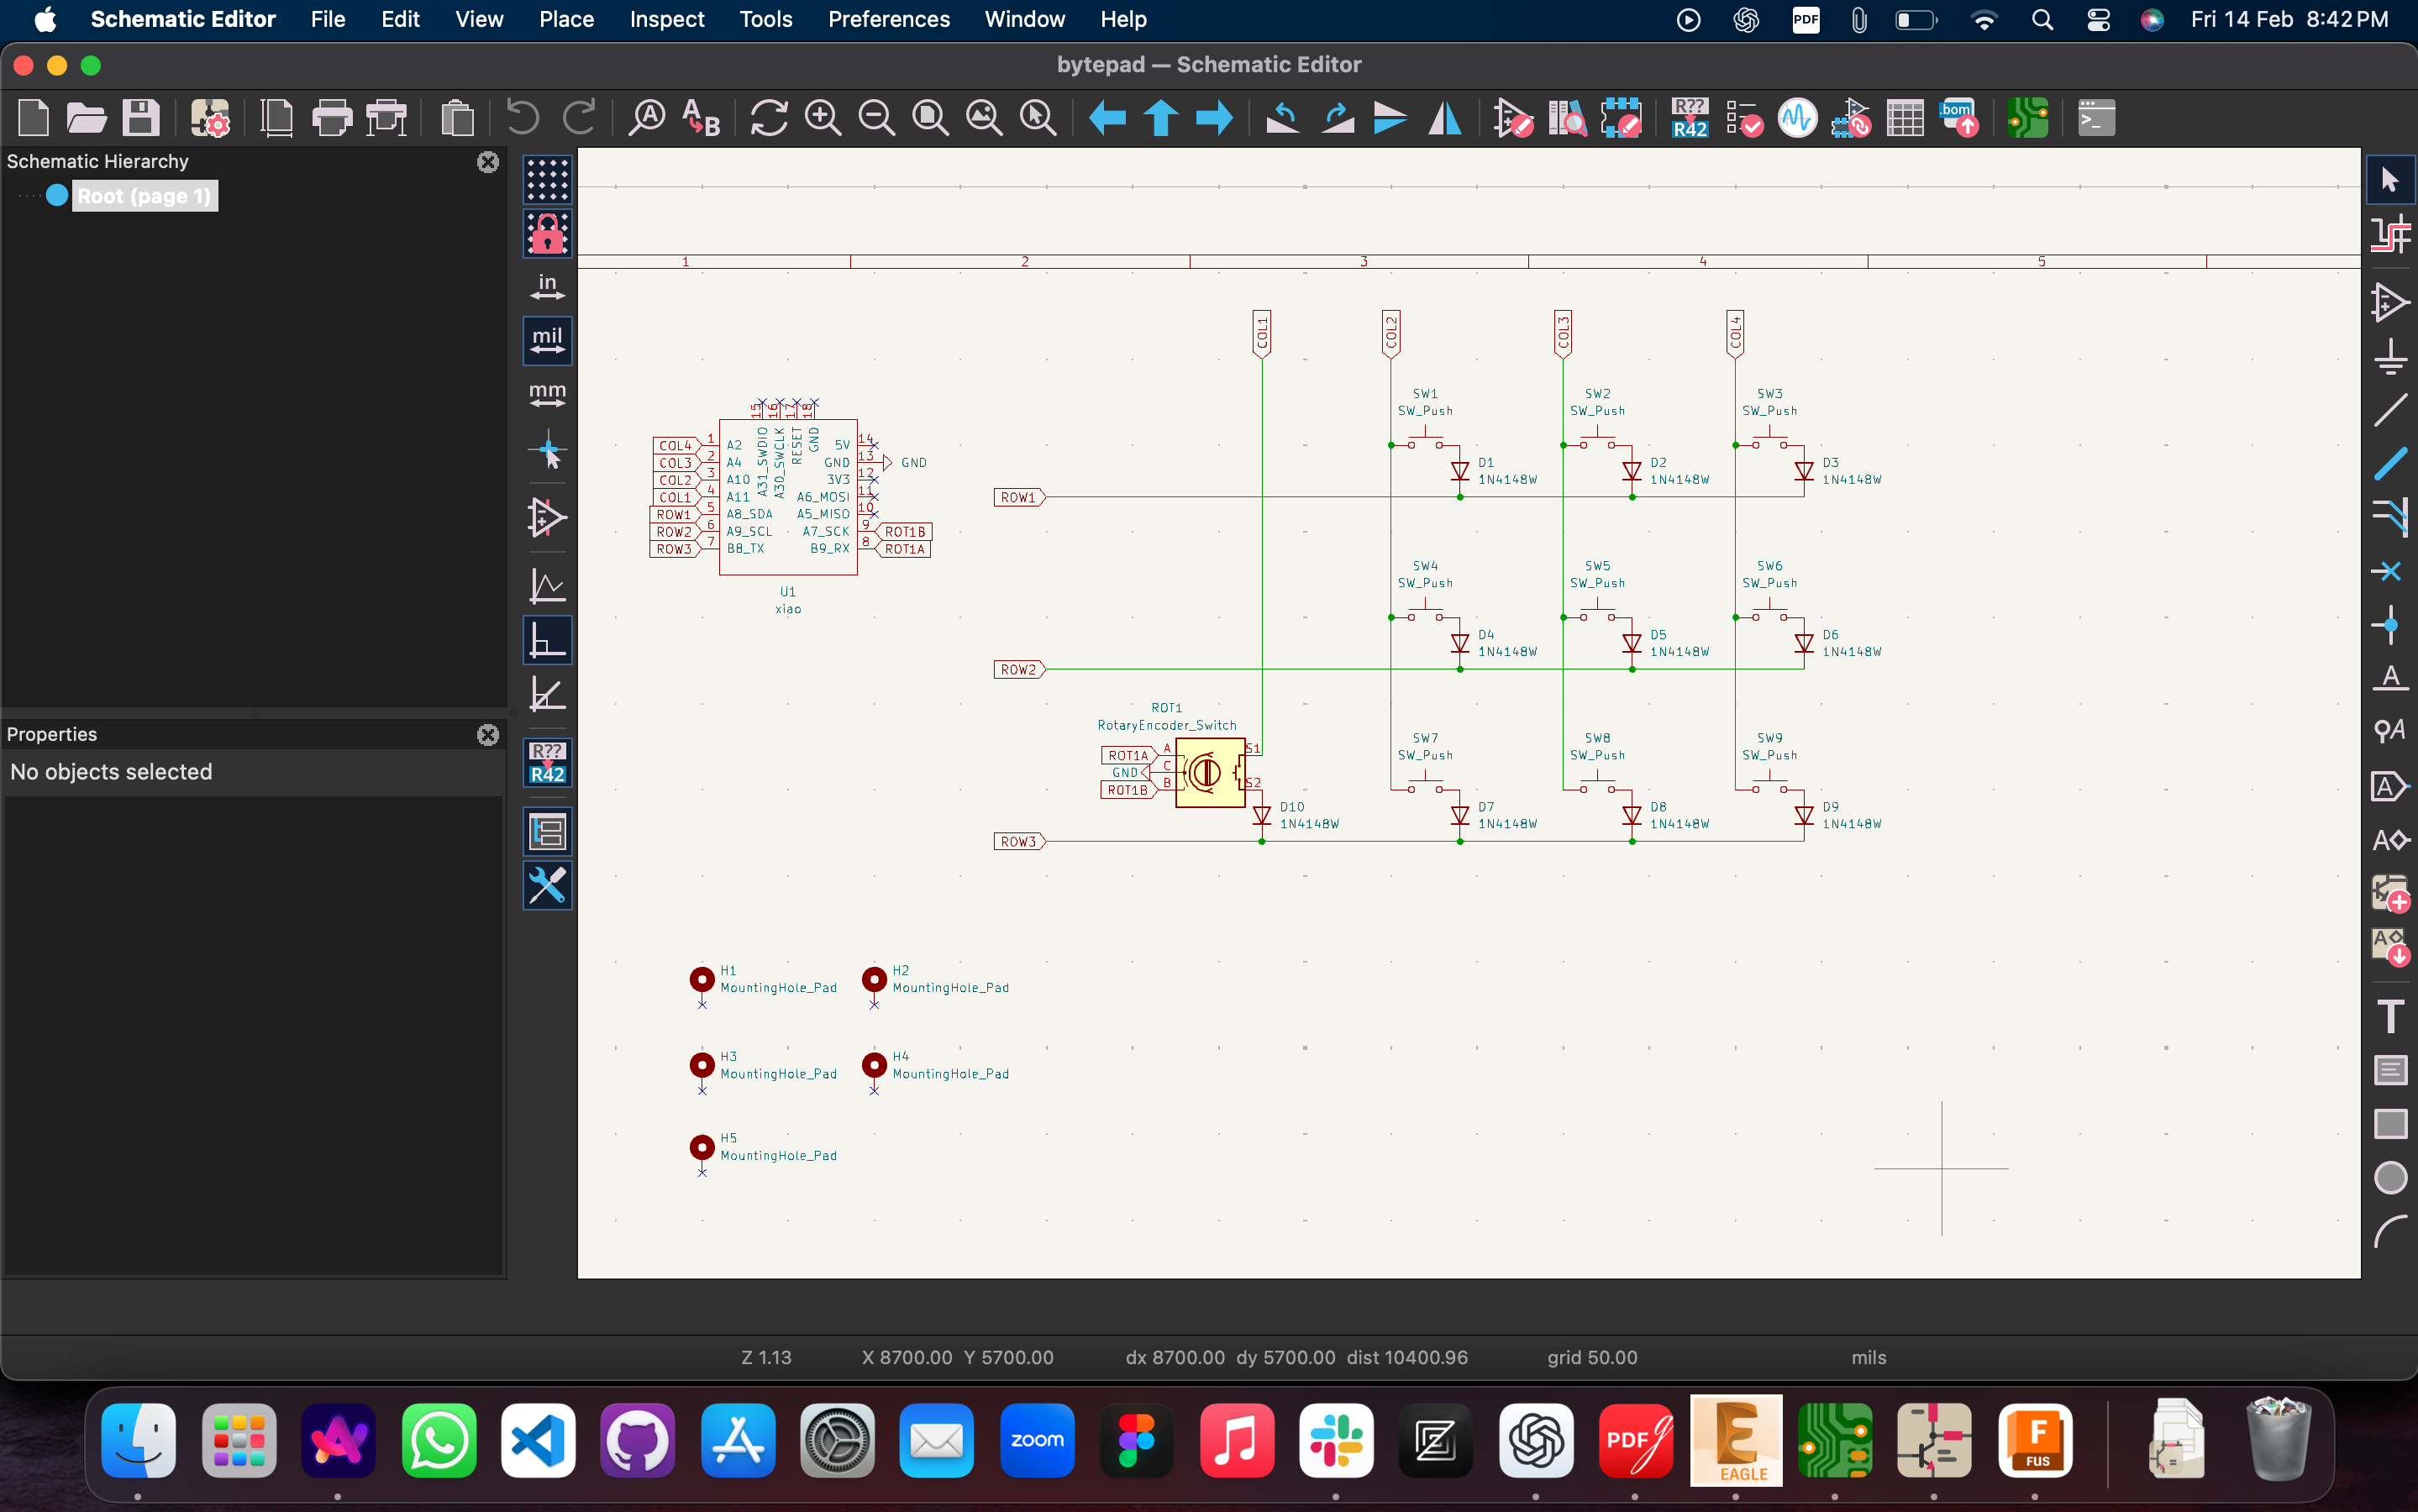 Schematic Editor File Edit View Place Inspect Tools Preferences Window Help PDF Fri 14 Feb 8:42 PM
bytepad — Schematic Editor
A A B R?? R42 bom >_
Schematic Hierarchy
Root (page 1)
in
mil
mm
R??
R42
Properties
No objects selected
1 2 3 4 5
COL1 COL2 COL3 COL4
15 16 17 18
A31_SWDIO A30_SWCLK RESET GND
COL4 1 A2 5V 14
COL3 2 A4 GND 13 GND
COL2 3 A10 3V3 12
COL1 4 A11 A6_MOSI 11
ROW1 5 A8_SDA A5_MISO 10
ROW2 6 A9_SCL A7_SCK 9 ROT1B
ROW3 7 B8_TX B9_RX 8 ROT1A
U1
xiao
SW1 SW2 SW3
SW_Push SW_Push SW_Push
D1 D2 D3
1N4148W 1N4148W 1N4148W
ROW1
SW4 SW5 SW6
SW_Push SW_Push SW_Push
D4 D5 D6
1N4148W 1N4148W 1N4148W
ROW2
ROT1
RotaryEncoder_Switch
SW7 SW8 SW9
SW_Push SW_Push SW_Push
ROT1A A S1
GND C
ROT1B B S2
D10 D7 D8 D9
1N4148W 1N4148W 1N4148W 1N4148W
ROW3
H1 H2
MountingHole_Pad MountingHole_Pad
H3 H4
MountingHole_Pad MountingHole_Pad
H5
MountingHole_Pad
A
A
A
A
A
T
Z 1.13 X 8700.00 Y 5700.00 dx 8700.00 dy 5700.00 dist 10400.96 grid 50.00 mils
zoom PDF E EAGLE F FUS